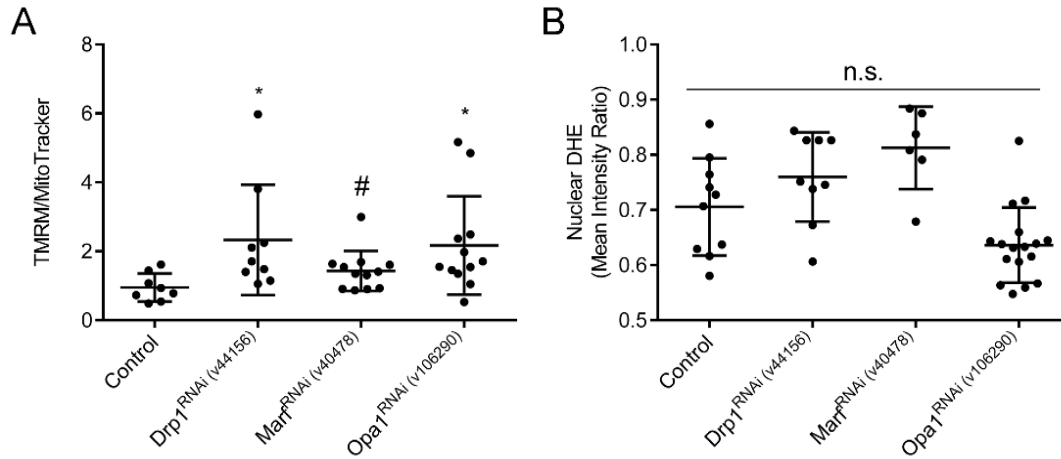 A
TMRM/MitoTracker
8
6
4
2
0
*
#
*
Control
Drp1RNAi (v44156)
MarfRNAi (v40478)
Opa1RNAi (v106290)
B
Nuclear DHE
(Mean Intensity Ratio)
1.0
0.9
0.8
0.7
0.6
0.5
n.s.
Control
Drp1RNAi (v44156)
MarfRNAi (v40478)
Opa1RNAi (v106290)